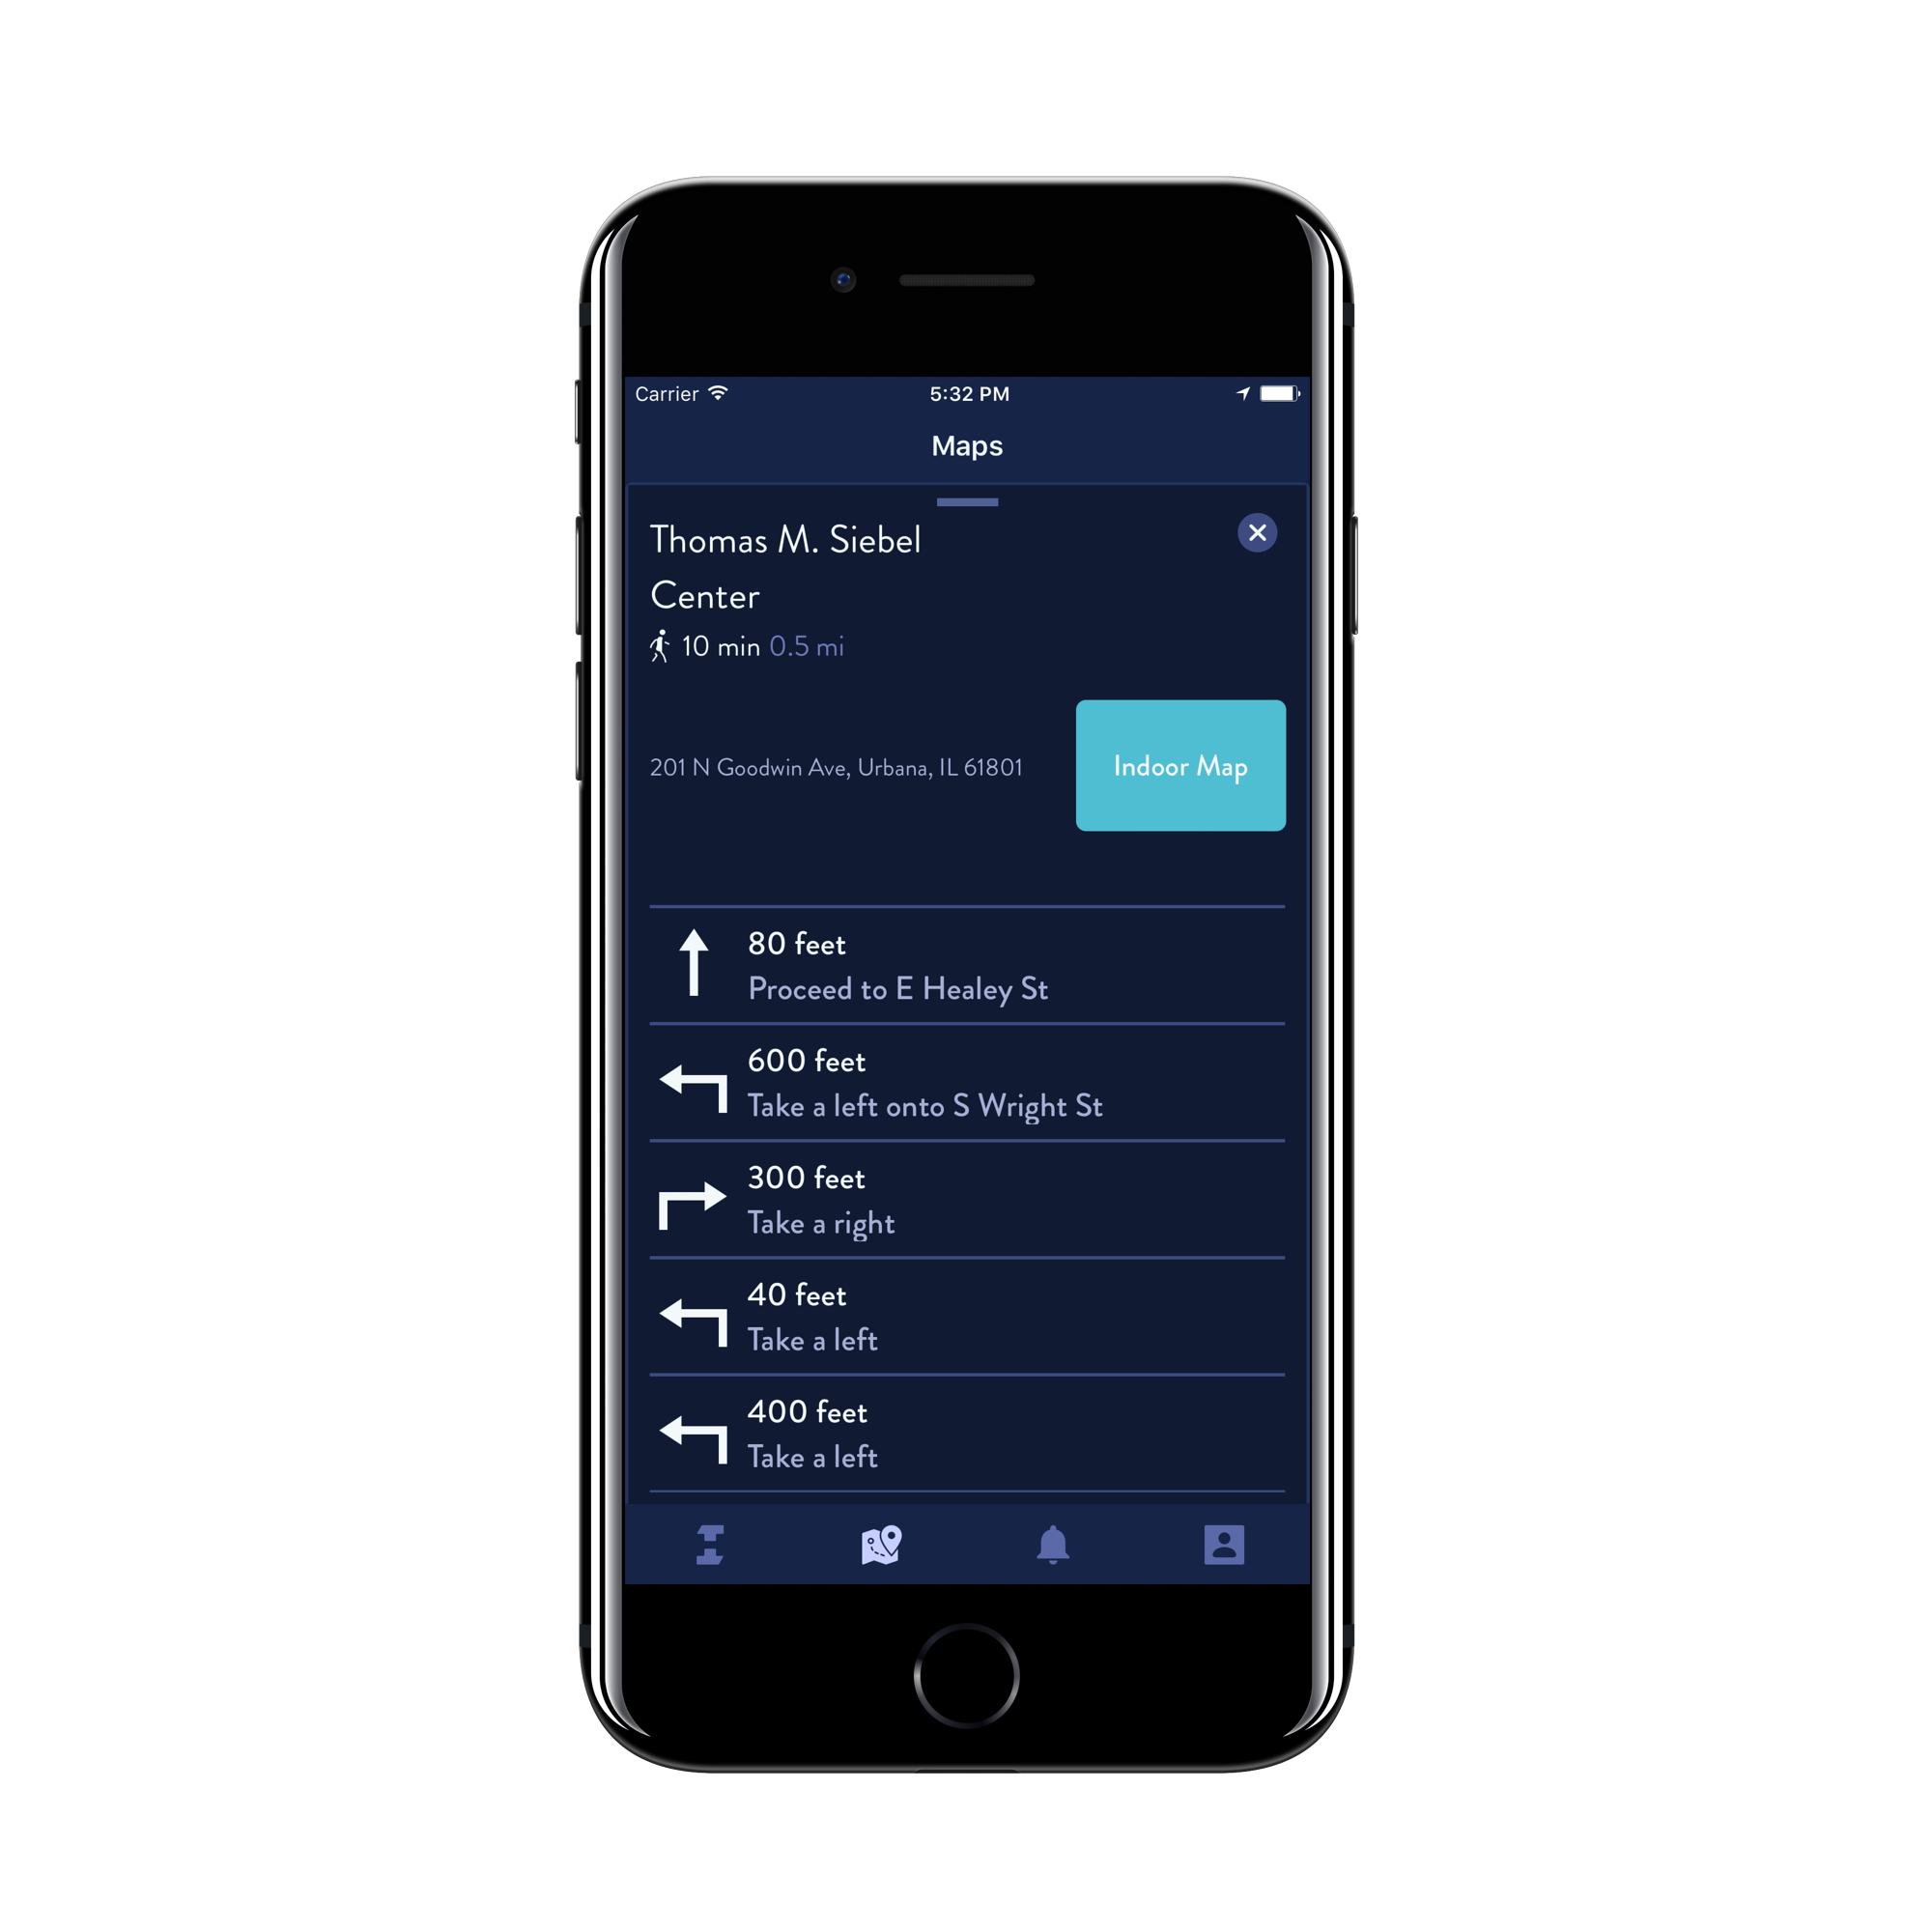 Carrier 5:32 PM
Maps
Thomas M. Siebel
Center
10 min 0.5 mi
201 N Goodwin Ave, Urbana, IL 61801
Indoor Map
80 feet
Proceed to E Healey St
600 feet
Take a left onto S Wright St
300 feet
Take a right
40 feet
Take a left
400 feet
Take a left